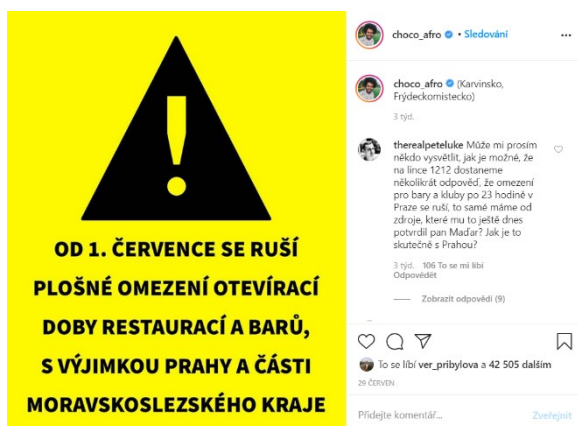 OD 1. ČERVENCE SE RUŠÍ
PLOŠNÉ OMEZENÍ OTEVÍRACÍ
DOBY RESTAURACÍ A BARŮ,
S VÝJIMKOU PRAHY A ČÁSTI
MORAVSKOSLEZSKÉHO KRAJE
choco_afro • Sledování
choco_afro (Karvinsko,
Frýdeckomistecko)
3 týd.
therealpeteluke Může mi prosím
někdo vysvětlit, jak je možné, že
na lince 1212 dostaneme
několikrát odpověď, že omezení
pro bary a kluby po 23 hodině v
Praze se ruší, to samé máme od
zdroje, které mu to ještě dnes
potvrdil pan Maďar? Jak je to
skutečně s Prahou?
3 týd. 106 To se mi líbí
Odpovědět
Zobrazit odpovědi (9)
To se líbí ver_pribylova a 42 505 dalším
29 ČERVEN
Přidejte komentář...
Zveřejnit